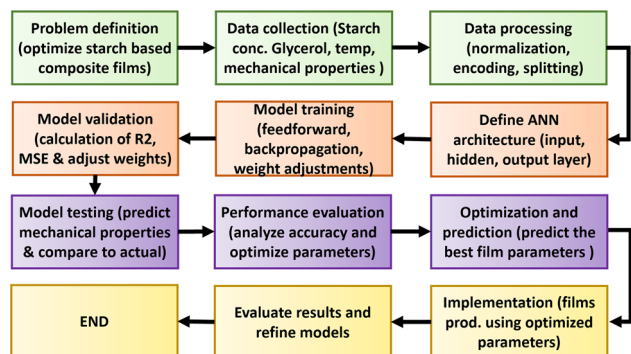 Problem definition
(optimize starch based
composite films)
Data collection (Starch
conc. Glycerol, temp,
mechanical properties )
Data processing
(normalization,
encoding, splitting)
Define ANN
architecture (input,
hidden, output layer)
Model training
(feedforward,
backpropagation,
weight adjustments)
Model validation
(calculation of R2,
MSE & adjust weights)
Model testing (predict
mechanical properties
& compare to actual)
Performance evaluation
(analyze accuracy and
optimize parameters)
Optimization and
prediction (predict the
best film parameters )
Implementation (films
prod. using optimized
parameters)
Evaluate results and
refine models
END